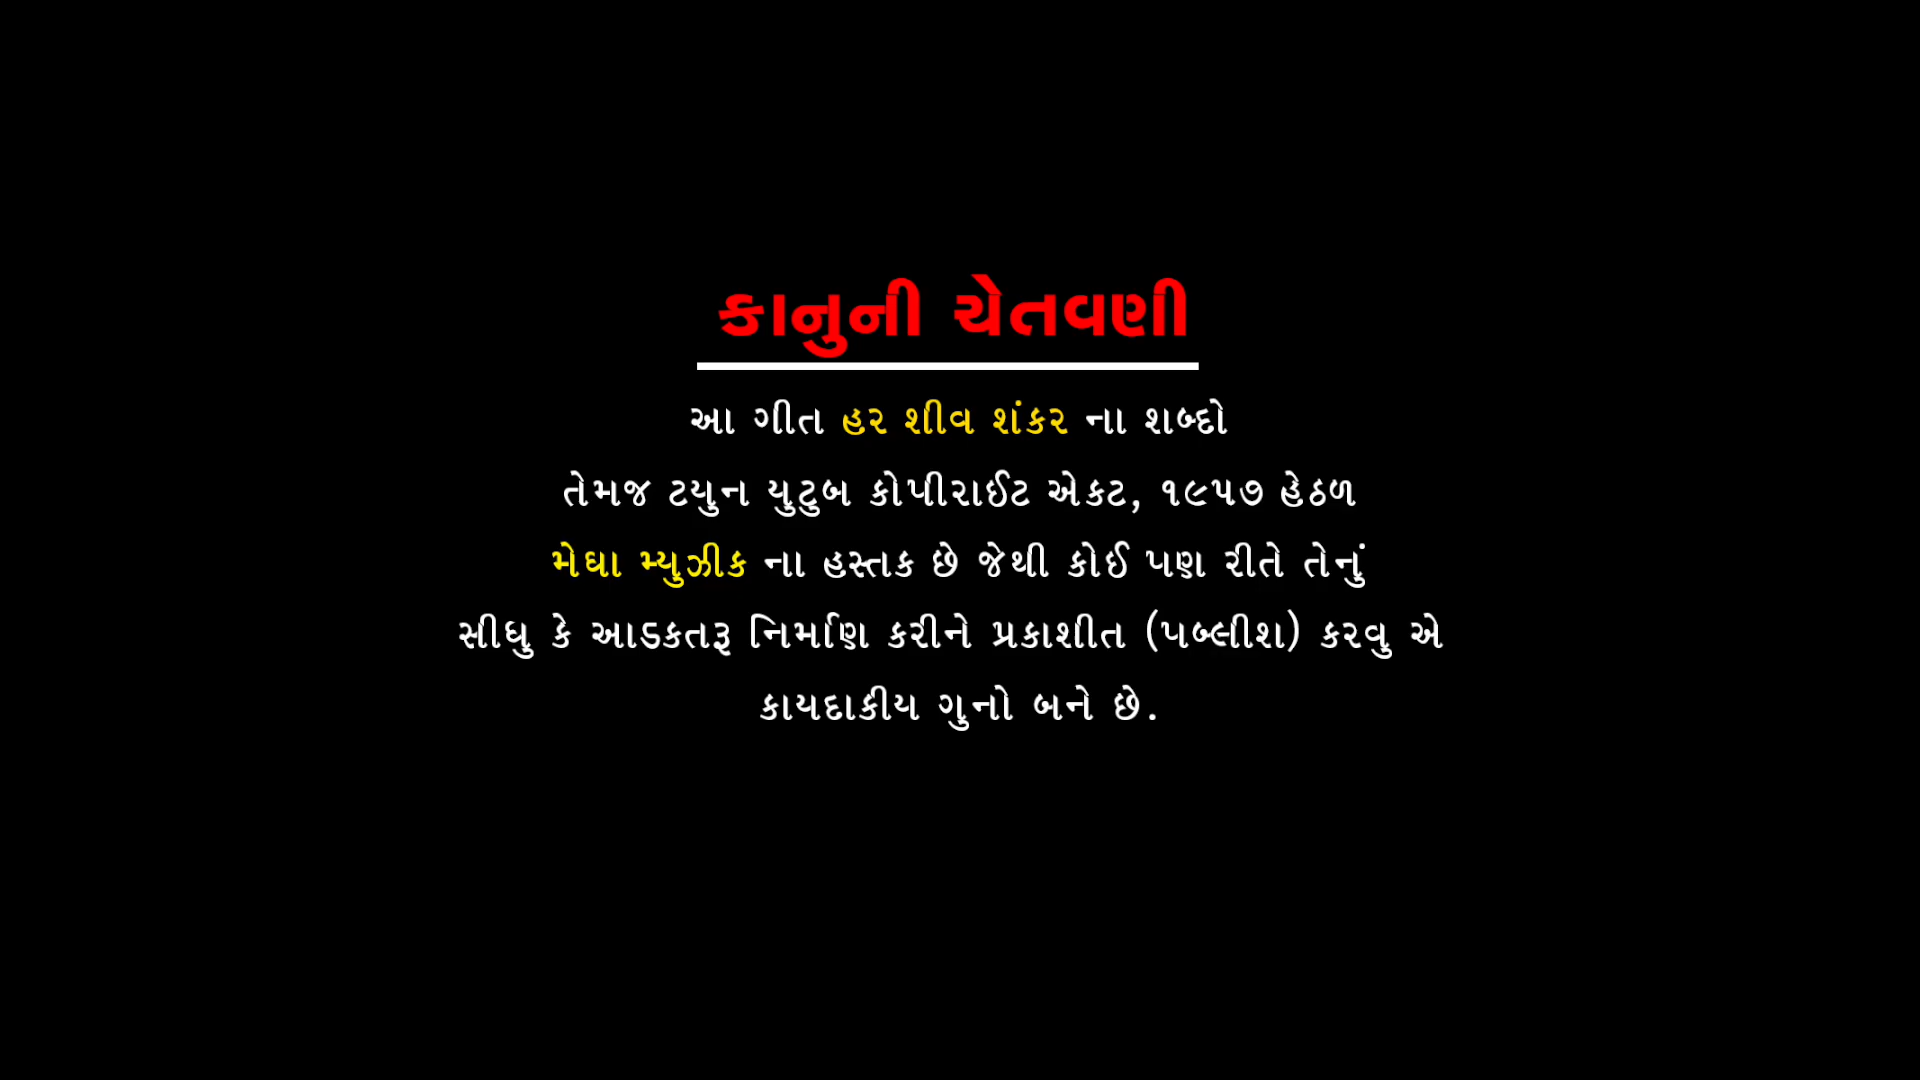 કાનુની ચેતવણી
આ ગીત હર શીવ શંકર ના શબ્દો
તેમજ ટયુન યુટુબ કોપીરાઈટ એકટ, ૧૯૫૭ હેઠળ
મેઘા મ્યુઝીક ના હસ્તક છે જેથી કોઈ પણ રીતે તેનું
સીધુ કે આડકતરૂ નિર્માણ કરીને પ્રકાશીત (પબ્લીશ) કરવુ એ
કાયદાકીય ગુનો બને છે.